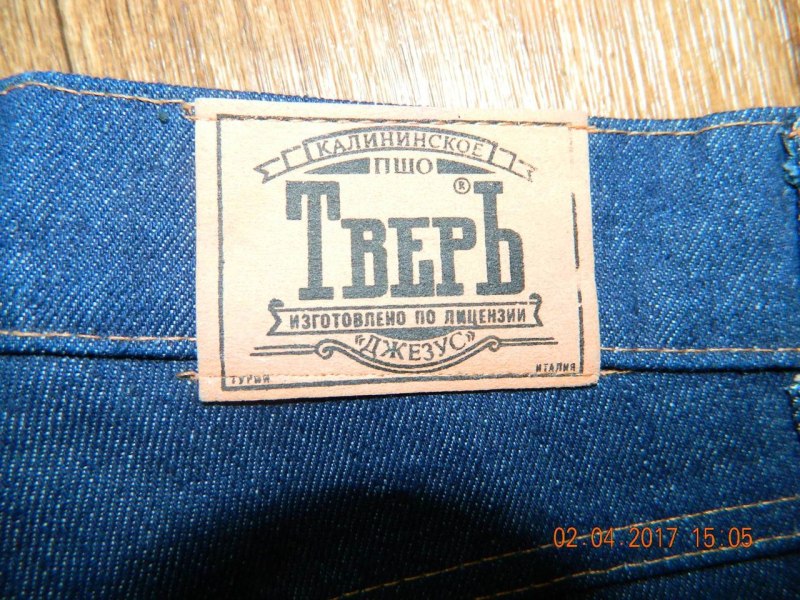 КАЛИНИНСКОЕ
ПШО
ТВЕРЬ ®
ИЗГОТОВЛЕНО ПО ЛИЦЕНЗИИ
"ДЖЕЗУС"
ТУРИН ИТАЛИЯ
02.04.2017 15:05